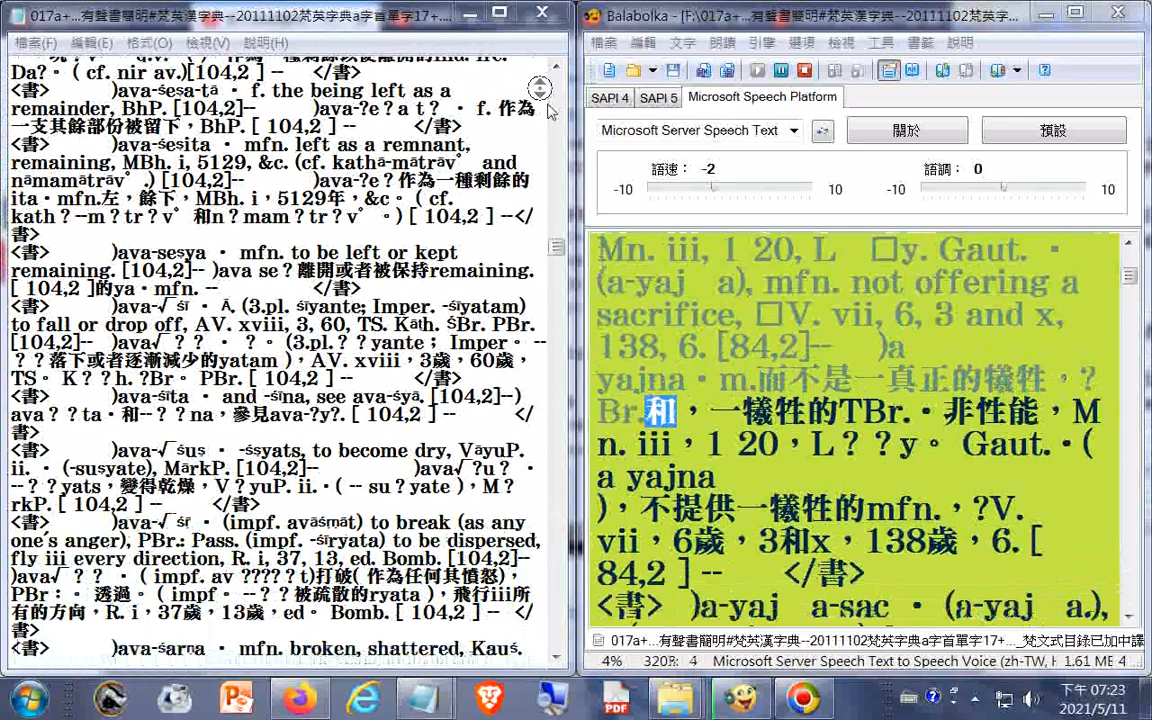 017a+...有聲書簡明#梵英漢字典--20111102梵英字典a字首單字17+...
檔案(F) 編輯(E) 格式(O) 檢視(V) 說明(H)
Da?‧ ( cf. nir av.)[104,2] -- </書>
<書> )ava-śeṣa-tā ‧ f. the being left as a
remainder, BhP. [104,2]-- )ava-?e?a t? ‧ f. 作為
一支其餘部份被留下，BhP. [ 104,2 ] -- </書>
<書> )ava-śeṣita ‧ mfn. left as a remnant,
remaining, MBh. i, 5129, &c. (cf. kathā-mātrāv˚ and
nāmamātrāv˚.) [104,2]-- )ava-?e?作為一種剩餘的
ita‧mfn.左，餘下，MBh. i，5129年，&c。( cf.
kath？--m？tr？v˚ 和n？mam？tr？v˚。) [ 104,2 ] --</
書>
<書> )ava-seṣya ‧ mfn. to be left or kept
remaining. [104,2]-- )ava se？離開或者被保持remaining.
[ 104,2 ]的ya‧mfn. -- </書>
<書> )ava-√śī ‧ Ā. (3.pl. śīyante; Imper. -śīyatam)
to fall or drop off, AV. xviii, 3, 60, TS. Kāṭh. ŚBr. PBr.
[104,2]-- )ava√？？ ‧ ？。(3.pl.？？yante； Imper。--
？？落下或者逐漸減少的yatam )，AV. xviii，3歲，60歲，
TS。 K？？h. ?Br。 PBr. [ 104,2 ] -- </書>
<書> )ava-śīta ‧ and -śīna, see ava-śyā. [104,2]--)
ava？？ta‧和--？？na，參見ava-?y?. [ 104,2 ] -- </
書>
<書> )ava-√śuṣ ‧ -śṣyats, to become dry, VāyuP.
ii. ‧ (-suṣyate), MārkP. [104,2]-- )ava√?u？ ‧
--？？yats，變得乾燥，V？yuP. ii.‧( -- su？yate )，M？
rkP. [ 104,2 ] -- </書>
<書> )ava-√śṝ ‧ (impf. avāśṃāt) to break (as any
one's anger), PBr.: Pass. (impf. -śīryata) to be dispersed,
fly iii every direction, R. i, 37, 13, ed. Bomb. [104,2]--
)ava√？？ ‧ ( impf. av ????？t)打破( 作為任何其憤怒)，
PBr：。 透過。( impf。 --？？被疏散的ryata )，飛行iii所
有的方向，R. i，37歲，13歲，ed。 Bomb. [ 104,2 ] -- </
書>
<書> )ava-śarṇa ‧ mfn. broken, shattered, Kauś.
Balabolka - [F:\017a+...有聲書簡明#梵英漢字典--20111102梵英字...
檔案 編輯 文字 朗讀 引擎 選項 檢視 工具 書籤 說明
SAPI 4 SAPI 5 Microsoft Speech Platform
Microsoft Server Speech Text 關於 預設
語速： -2 語調： 0
-10 10 -10 10
Mn. iii, 1 20, L □y. Gaut. ‧
(a-yaj a), mfn. not offering a
sacrifice, □V. vii, 6, 3 and x,
138, 6. [84,2]-- )a
yajna‧m.而不是一真正的犧牲，?
Br.和，一犧牲的TBr.‧非性能，M
n. iii，1 20，L？？y。 Gaut.‧(
a yajna
)，不提供一犧牲的mfn.，?V.
vii，6歲，3和x，138歲，6. [
84,2 ] -- </書>
<書> )a-yaj a-sac ‧ (a-yaj a.),
017a+...有聲書簡明#梵英漢字典--20111102梵英字典a字首單字17+..._梵文式目錄已加中譯
4% 320R: 4 Microsoft Server Speech Text to Speech Voice (zh-TW, H 1.61 ME 4
PDF
下午 07:23
2021/5/11